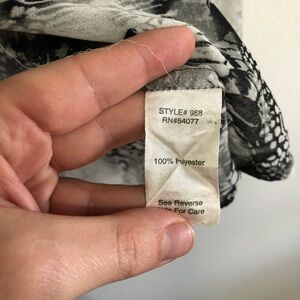 STYLE# 988
RN#54077
100% Polyester
See Reverse
For Care